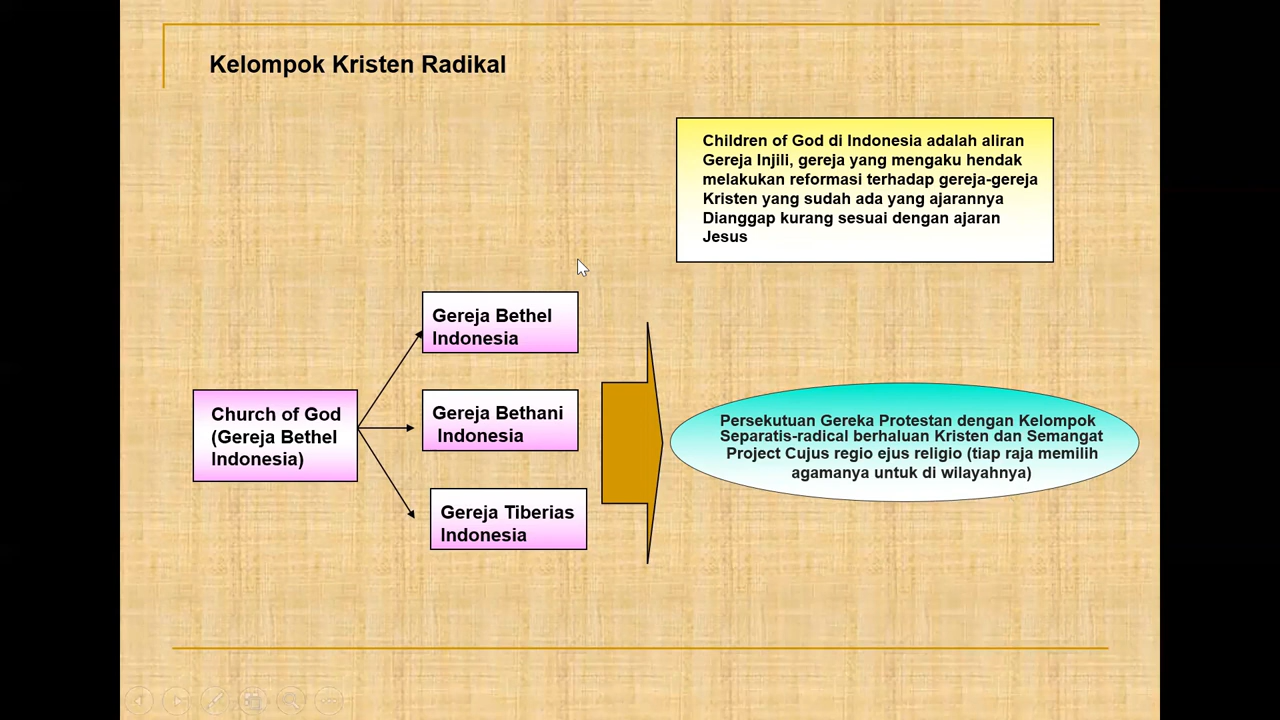 Kelompok Kristen Radikal
Children of God di Indonesia adalah aliran
Gereja Injili, gereja yang mengaku hendak
melakukan reformasi terhadap gereja-gereja
Kristen yang sudah ada yang ajarannya
Dianggap kurang sesuai dengan ajaran
Jesus
Church of God
(Gereja Bethel
Indonesia)
Gereja Bethel
Indonesia
Gereja Bethani
Indonesia
Gereja Tiberias
Indonesia
Persekutuan Gereka Protestan dengan Kelompok
Separatis-radical berhaluan Kristen dan Semangat
Project Cujus regio ejus religio (tiap raja memilih
agamanya untuk di wilayahnya)